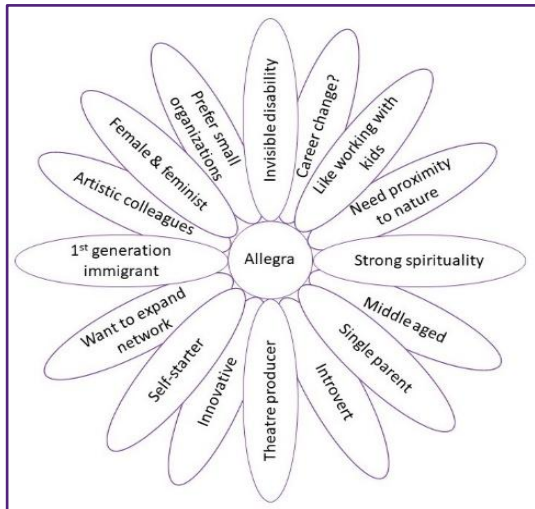 Invisible disability
Career change?
Like working with
kids
Need proximity
to nature
Strong spirituality
Middle aged
Single parent
Introvert
Theatre producer
Innovative
Self-starter
Want to expand
network
1st generation
immigrant
Artistic colleagues
Female & feminist
Prefer small
organizations
Allegra